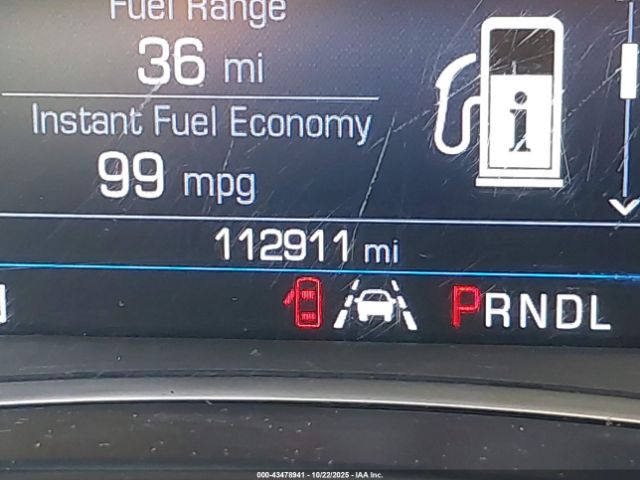 Fuel Range
36 mi
Instant Fuel Economy
99 mpg
i
112911 mi
PRNDL
000-43478941 - 10/22/2025 - IAA Inc.